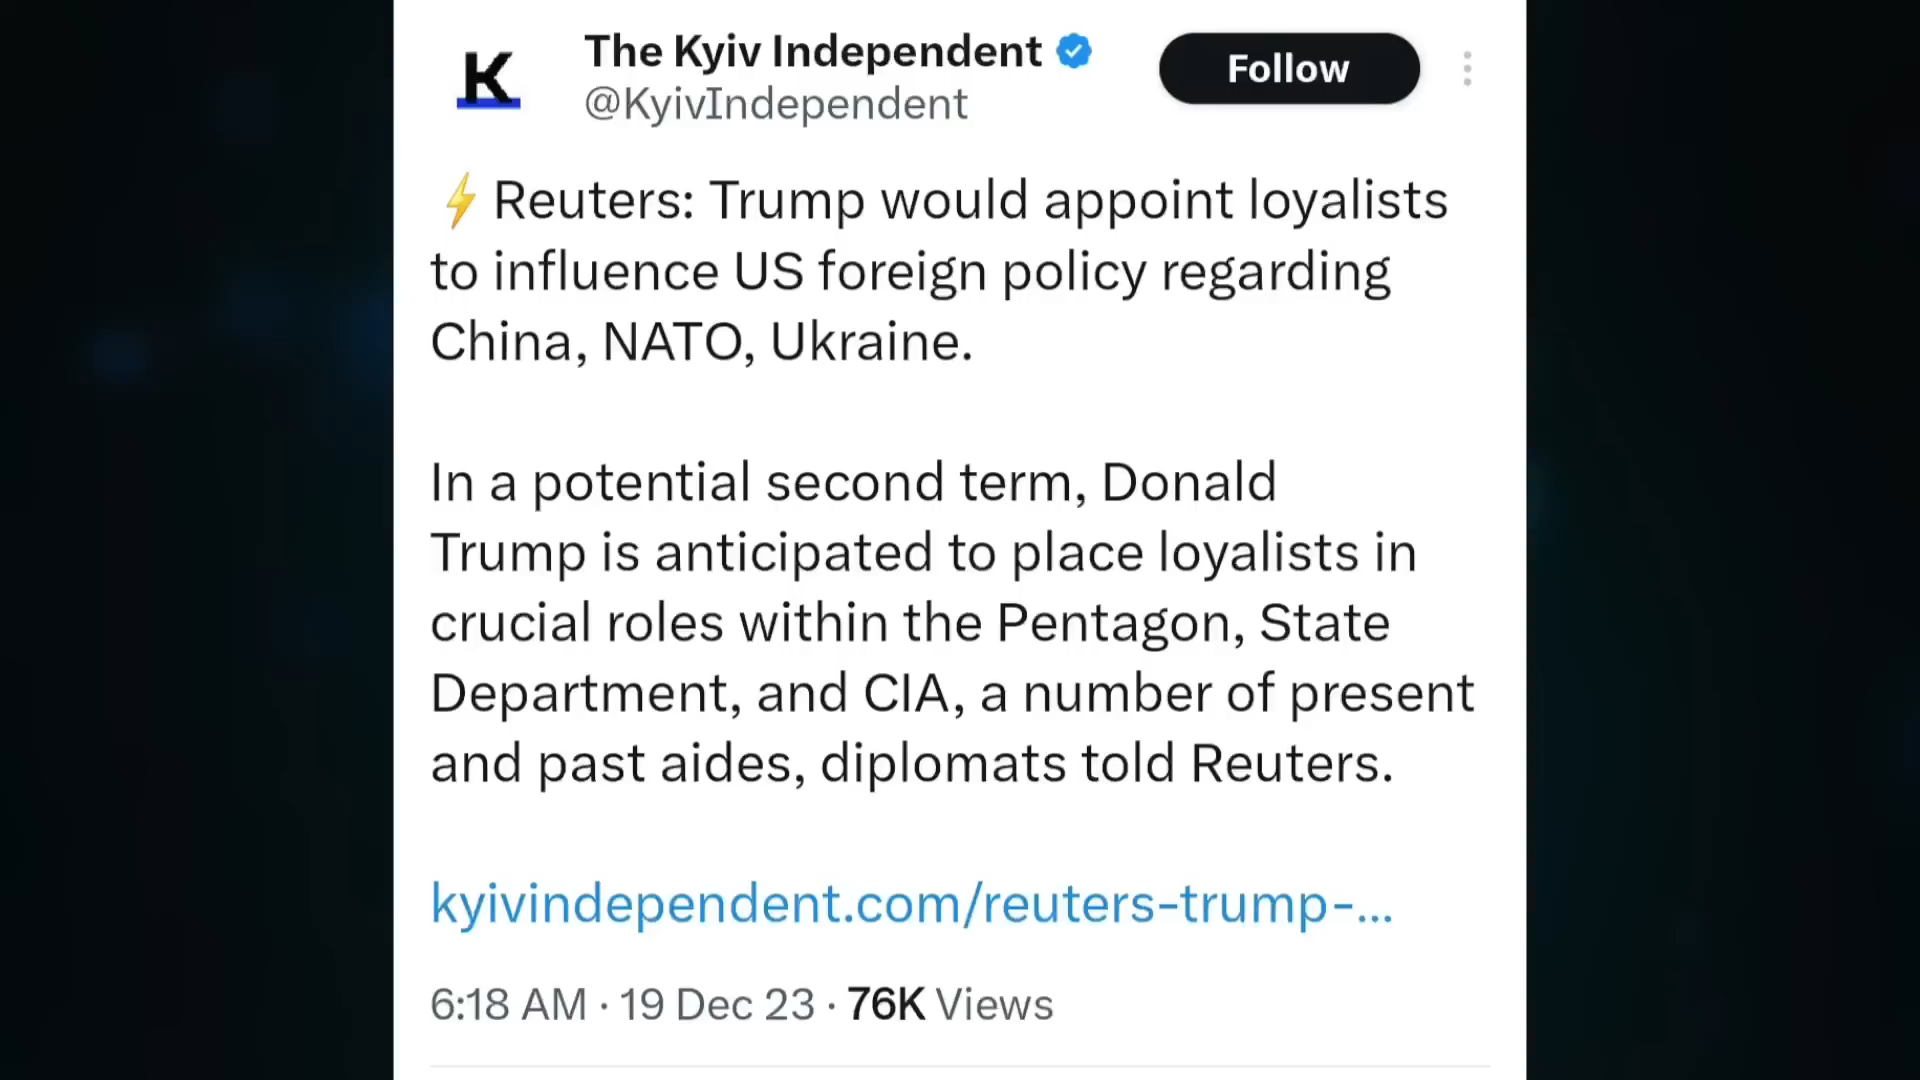 K
The Kyiv Independent
@KyivIndependent
Follow
⚡ Reuters: Trump would appoint loyalists
to influence US foreign policy regarding
China, NATO, Ukraine.
In a potential second term, Donald
Trump is anticipated to place loyalists in
crucial roles within the Pentagon, State
Department, and CIA, a number of present
and past aides, diplomats told Reuters.
kyivindependent.com/reuters-trump-...
6:18 AM · 19 Dec 23 · 76K Views